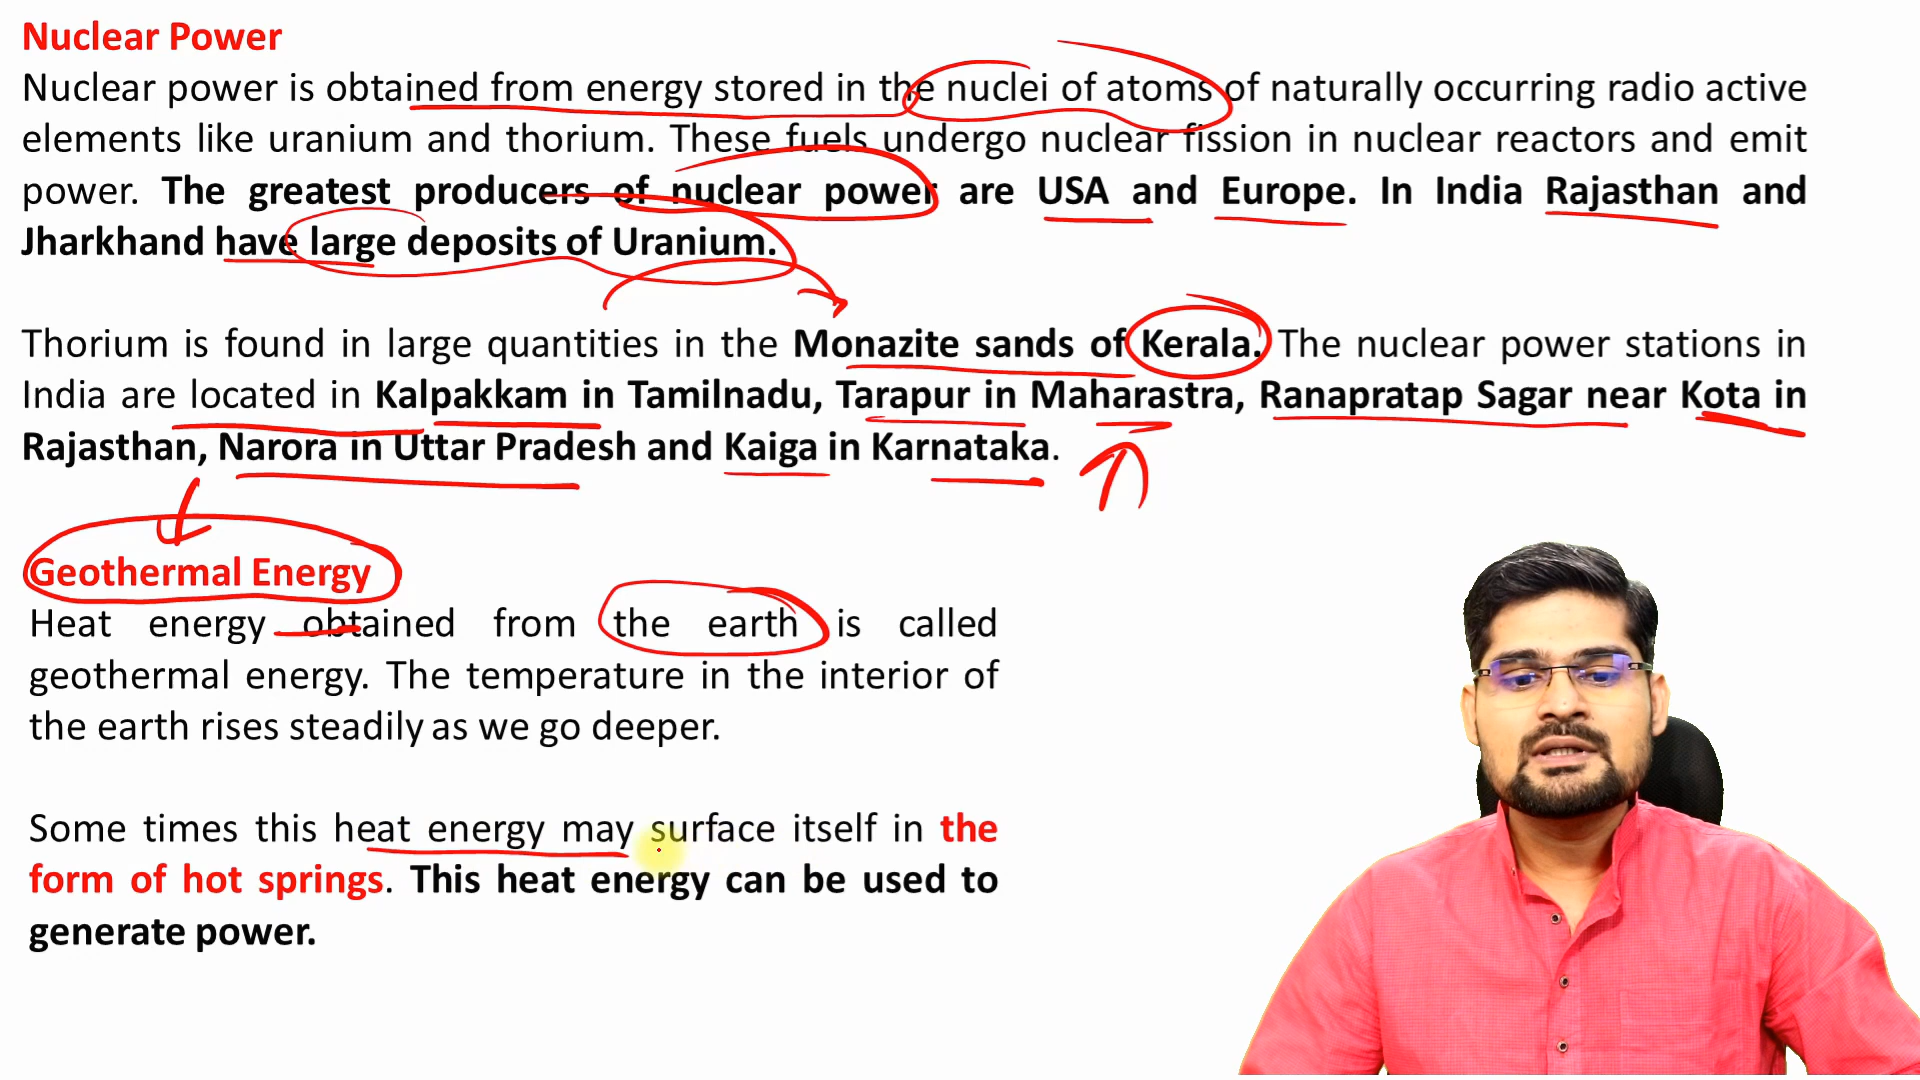 Nuclear Power
Nuclear power is obtained from energy stored in the nuclei of atoms of naturally occurring radio active
elements like uranium and thorium. These fuels undergo nuclear fission in nuclear reactors and emit
power. The greatest producers of nuclear power are USA and Europe. In India Rajasthan and
Jharkhand have large deposits of Uranium.
Thorium is found in large quantities in the Monazite sands of Kerala. The nuclear power stations in
India are located in Kalpakkam in Tamilnadu, Tarapur in Maharastra, Ranapratap Sagar near Kota in
Rajasthan, Narora in Uttar Pradesh and Kaiga in Karnataka.
Geothermal Energy
Heat energy obtained from the earth is called
geothermal energy. The temperature in the interior of
the earth rises steadily as we go deeper.
Some times this heat energy may surface itself in the
form of hot springs. This heat energy can be used to
generate power.